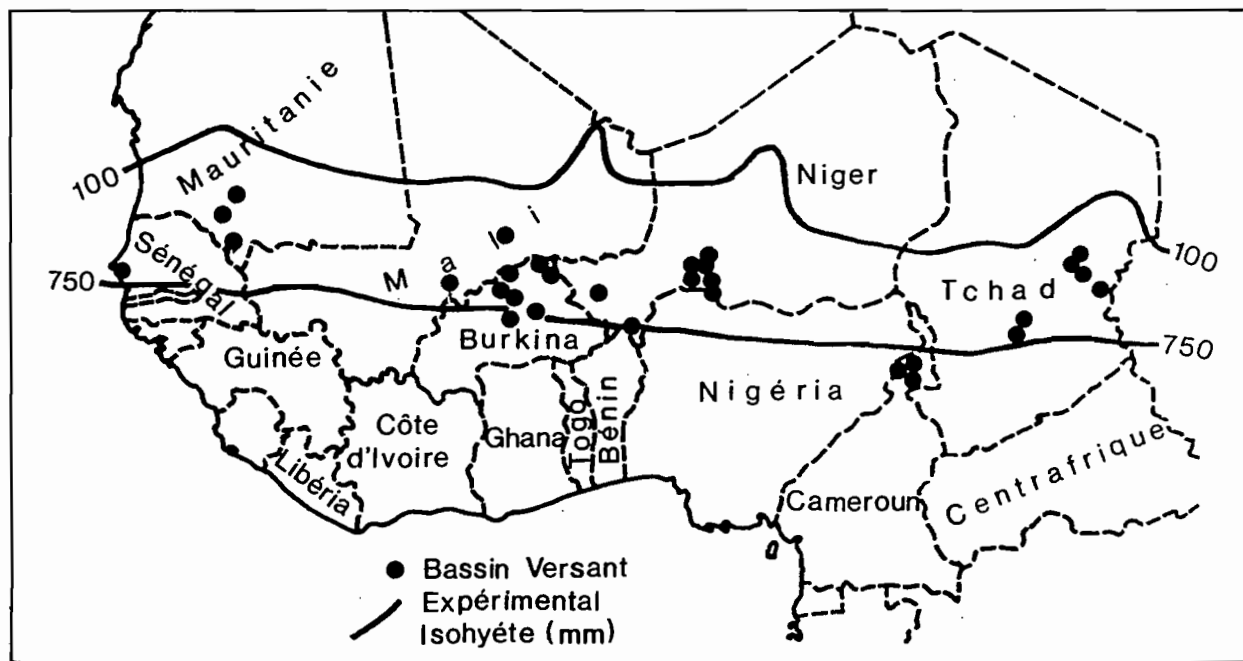 Mauritanie
100
Niger
Mali
Sénégal
100
750
Tchad
Burkina
750
Guinée
Nigéria
Togo
Bénin
Côte
d'Ivoire
Ghana
Libéria
Centrafrique
Cameroun
Bassin Versant
Expérimental
Isohyéte (mm)